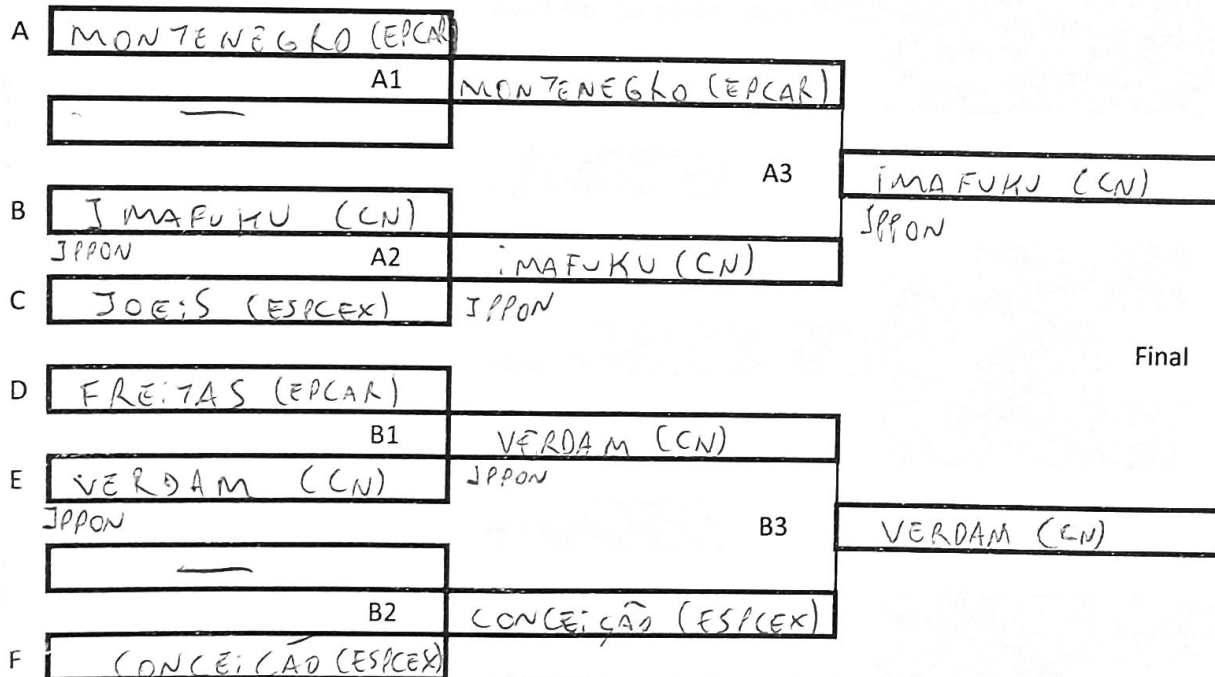 A MONTENEGRO (EPCAR)
A1 MONTENEGRO (EPCAR)
—
A3 IMAFUKU (CN)
B IMAFUKU (CN)
IPPON
IPPON A2 IMAFUKU (CN)
C JOEIS (ESPCEX) IPPON
Final
D FREITAS (EPCAR)
B1 VERDAM (CN)
E VERDAM (CN) IPPON
IPPON
B3 VERDAM (CN)
—
B2 CONCEIÇÃO (ESPCEX)
F CONCEIÇÃO (ESPCEX)